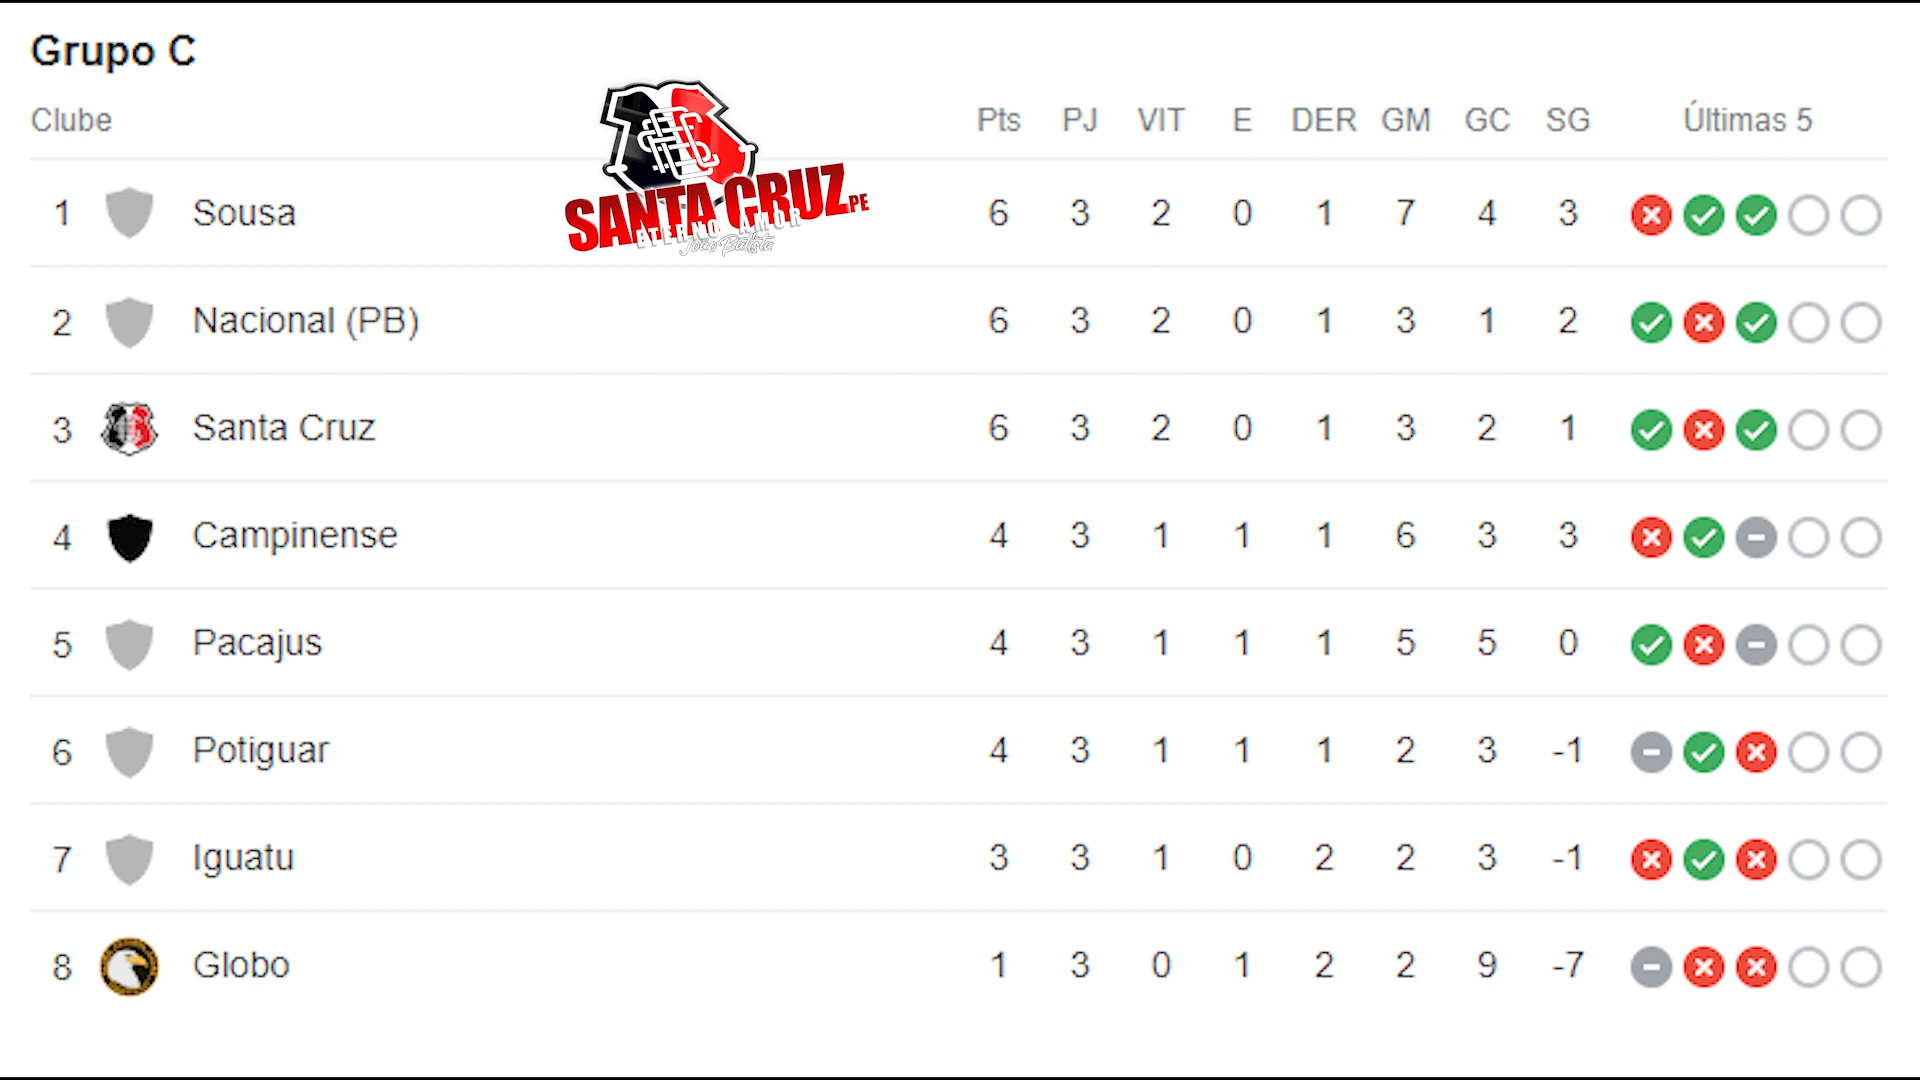 Grupo C
Clube Pts PJ VIT E DER GM GC SG Últimas 5
SANTA CRUZ PE
ETERNO AMOR
João Batista
1 Sousa 6 3 2 0 1 7 4 3
2 Nacional (PB) 6 3 2 0 1 3 1 2
3 Santa Cruz 6 3 2 0 1 3 2 1
4 Campinense 4 3 1 1 1 6 3 3
5 Pacajus 4 3 1 1 1 5 5 0
6 Potiguar 4 3 1 1 1 2 3 -1
7 Iguatu 3 3 1 0 2 2 3 -1
8 Globo 1 3 0 1 2 2 9 -7